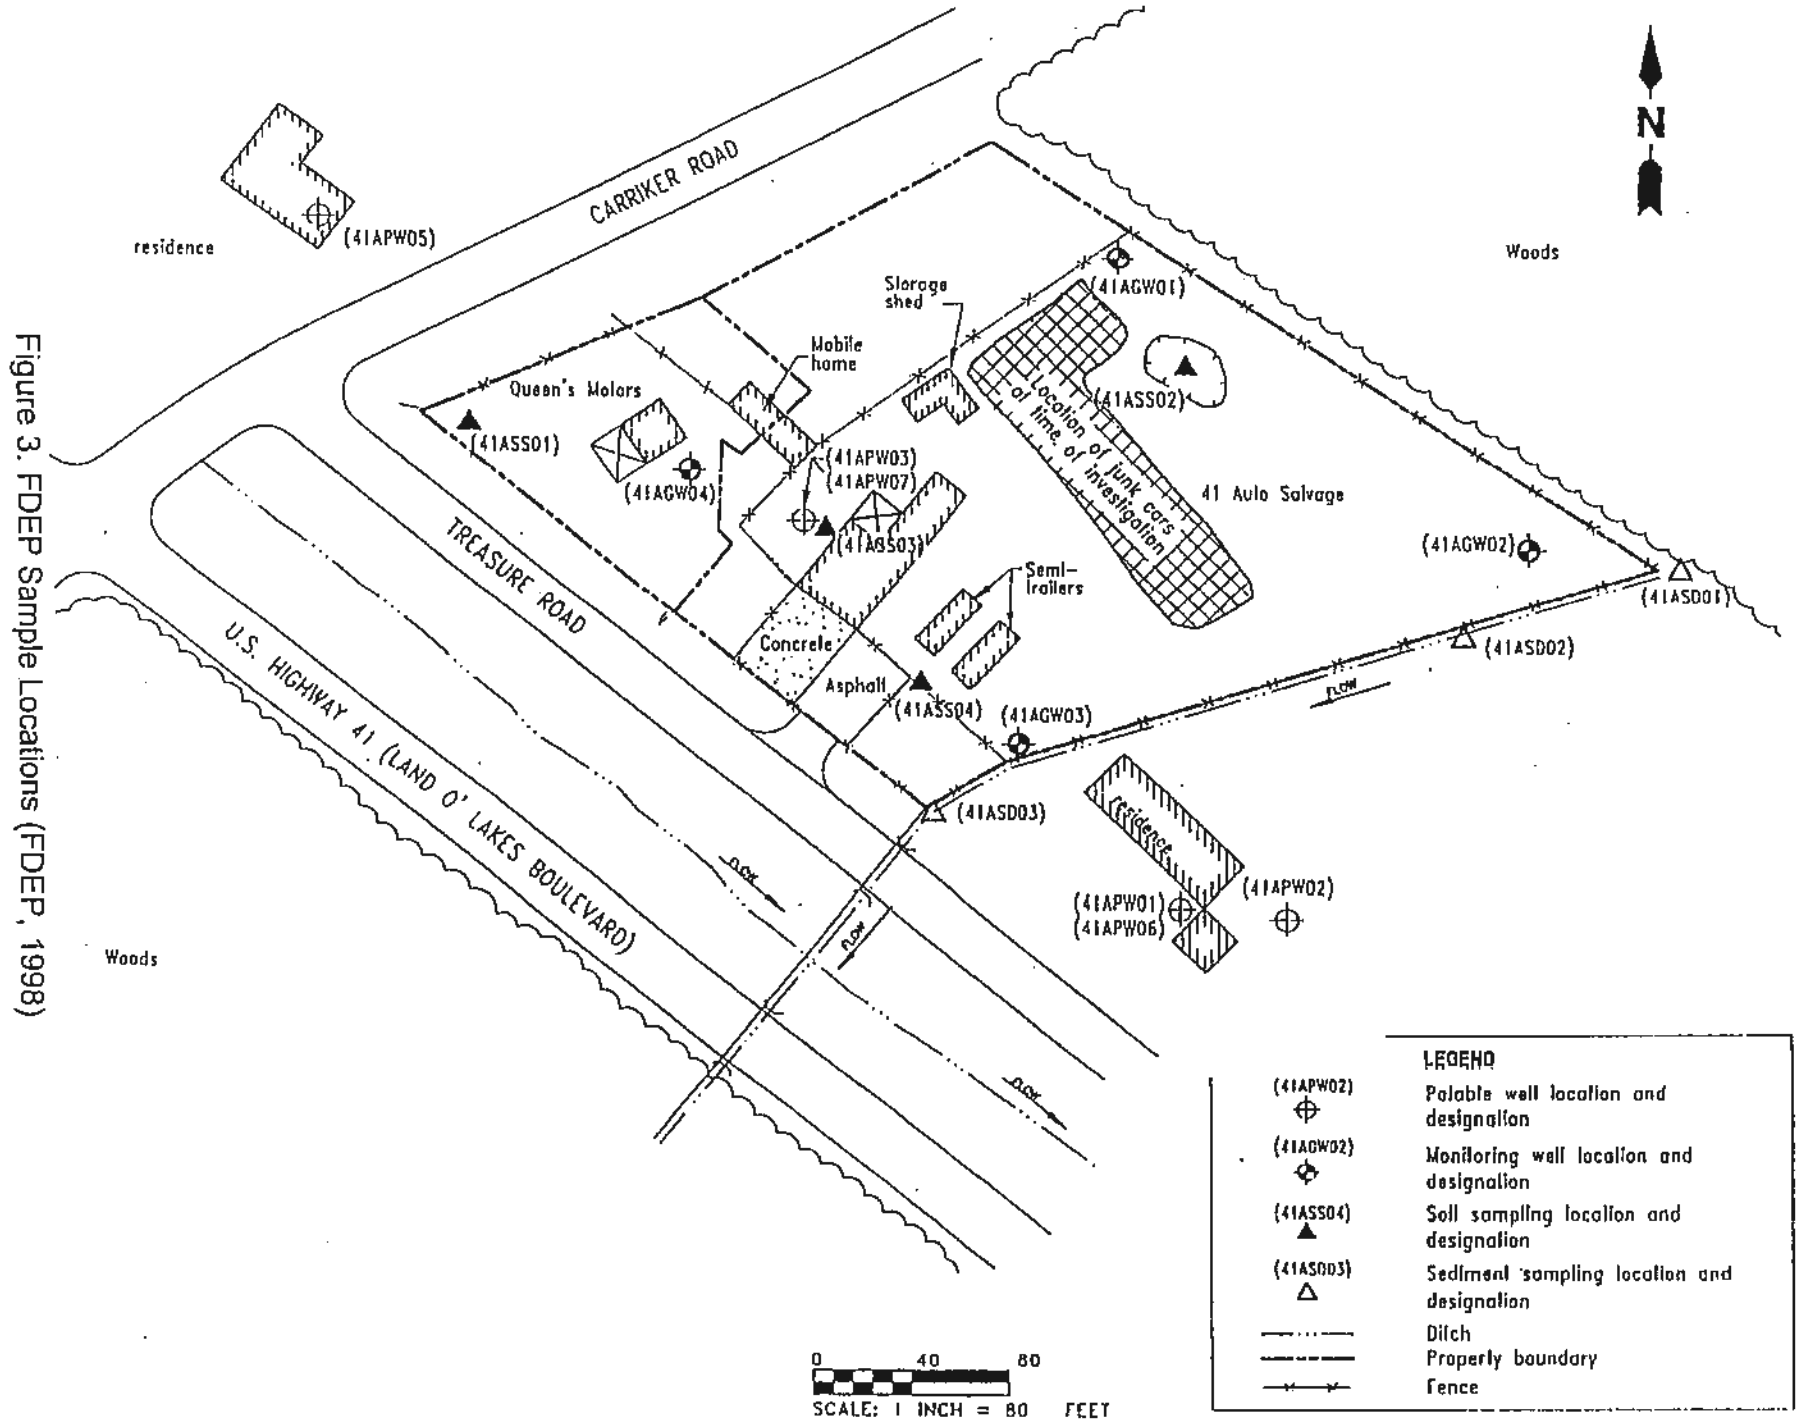 Figure 3. FDEP Sample Locations (FDEP, 1998)
N
CARRIKER ROAD
residence
(41APW05)
Woods
Storage
shed
(41AGW01)
Mobile
home
Queen's Motors
(41ASS01)
(41ASS02)
Location of junk cars
at time of
investigation
41 Auto Salvage
(41APW03)
(41APW07)
(41AGW04)
(41ASS03)
(41AGW02)
TREASURE ROAD
Semi-
trailers
(41ASD01)
(41ASD02)
Concrete
Asphalt
FLOW
(41ASS04)
(41AGW03)
U.S. HIGHWAY 41 (LAND O' LAKES BOULEVARD)
(41ASD03)
residence
FLOW
(41APW02)
(41APW01)
(41APW06)
FLOW
Woods
FLOW
LEGEND
(41APW02)
Potable well location and
designation
(41AGW02)
Monitoring well location and
designation
(41ASS04)
Soil sampling location and
designation
(41ASD03)
Sediment sampling location and
designation
Ditch
Property boundary
Fence
0 40 80
SCALE: 1 INCH = 80 FEET